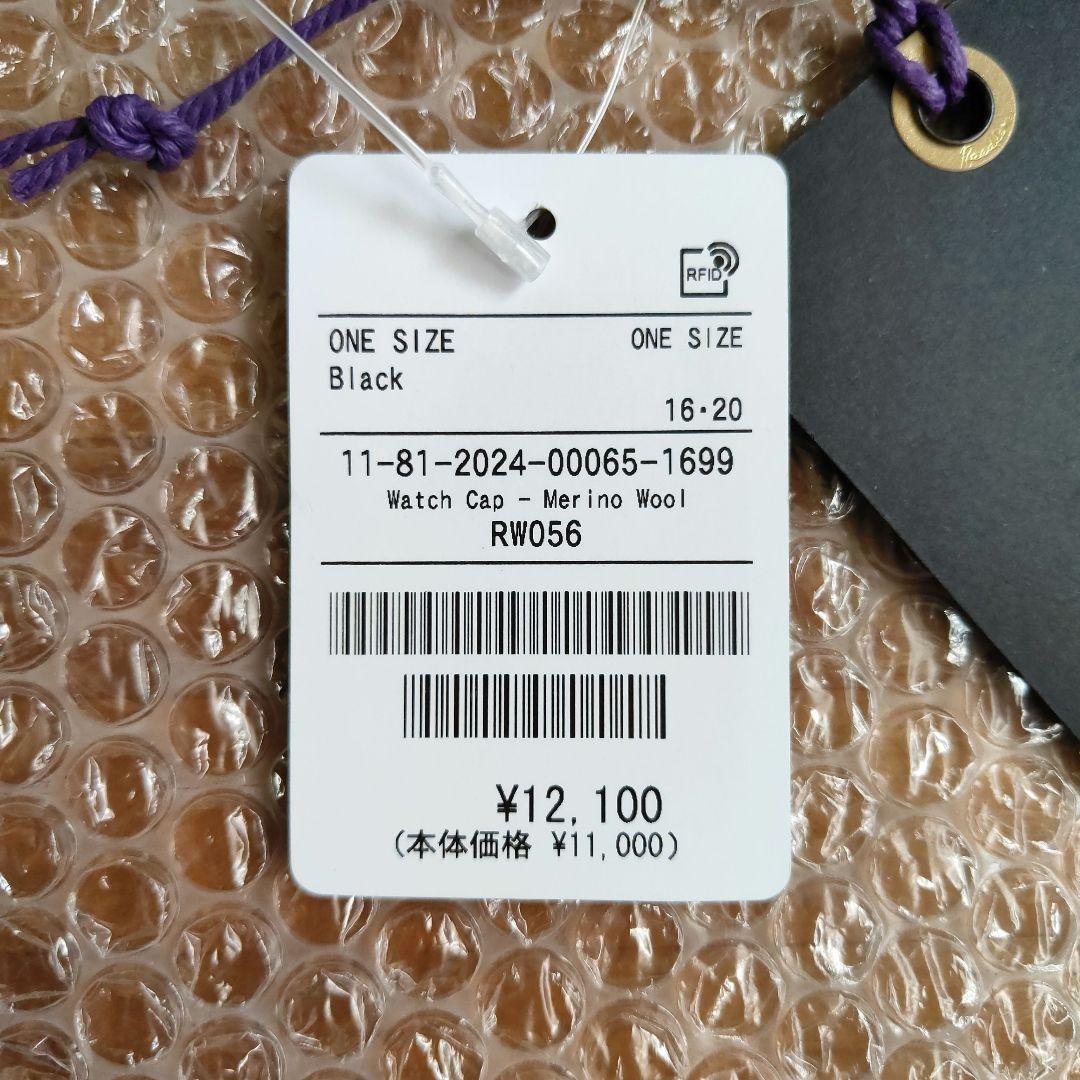 RFID
ONE SIZE ONE SIZE
Black
16・20
11-81-2024-00065-1699
Watch Cap - Merino Wool
RW056
¥12,100
(本体価格 ¥11,000)